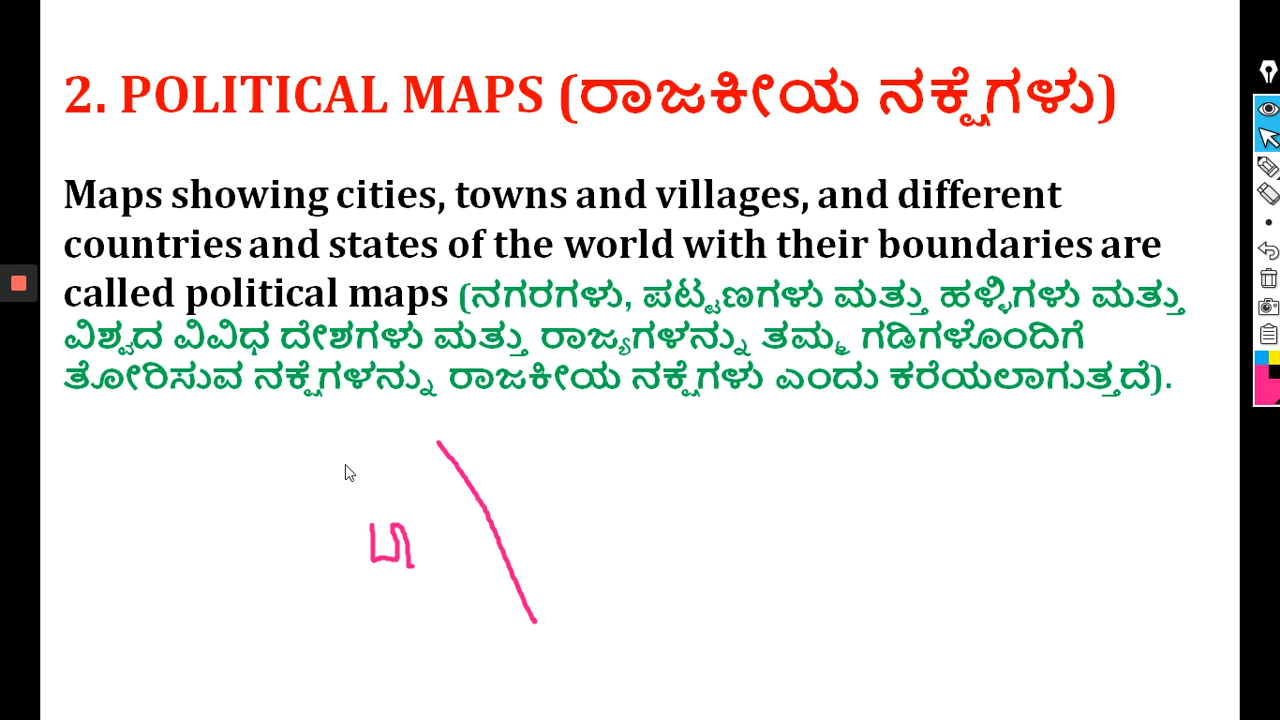 2. POLITICAL MAPS (ರಾಜಕೀಯ ನಕ್ಷೆಗಳು)
Maps showing cities, towns and villages, and different
countries and states of the world with their boundaries are
called political maps (ನಗರಗಳು, ಪಟ್ಟಣಗಳು ಮತ್ತು ಹಳ್ಳಿಗಳು ಮತ್ತು
ವಿಶ್ವದ ವಿವಿಧ ದೇಶಗಳು ಮತ್ತು ರಾಜ್ಯಗಳನ್ನು ತಮ್ಮ ಗಡಿಗಳೊಂದಿಗೆ
ತೋರಿಸುವ ನಕ್ಷೆಗಳನ್ನು ರಾಜಕೀಯ ನಕ್ಷೆಗಳು ಎಂದು ಕರೆಯಲಾಗುತ್ತದೆ).